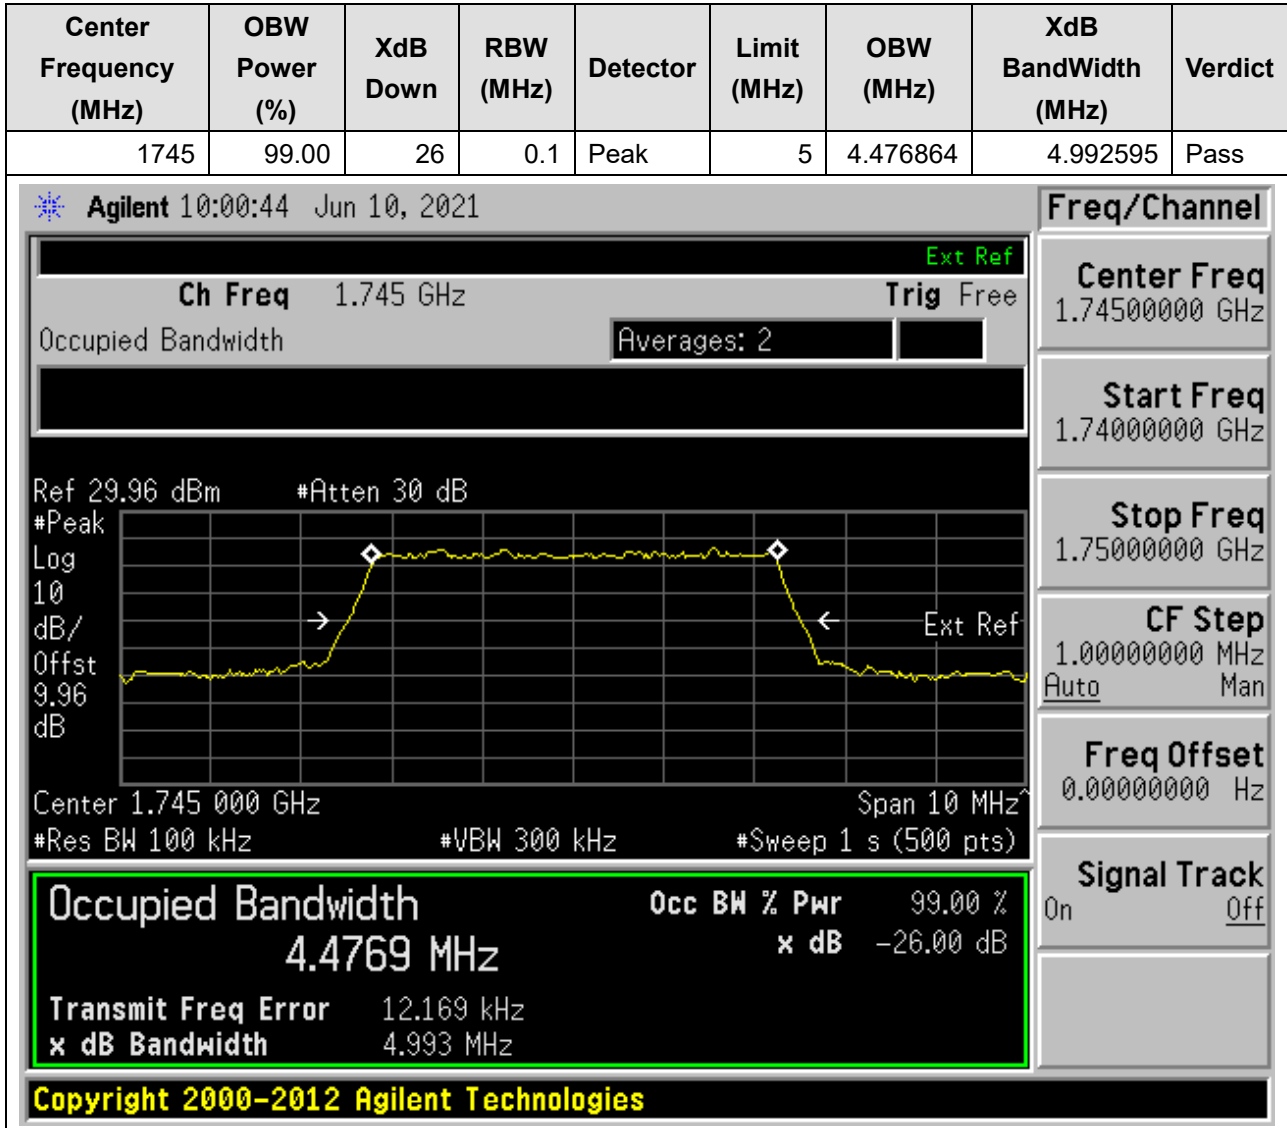 Center Frequency (MHz) OBW Power (%) XdB Down RBW (MHz) Detector Limit (MHz) OBW (MHz) XdB BandWidth (MHz) Verdict
1745 99.00 26 0.1 Peak 5 4.476864 4.992595 Pass
Agilent 10:00:44 Jun 10, 2021
Freq/Channel
Ext Ref
Ch Freq 1.745 GHz Trig Free
Occupied Bandwidth Averages: 2
Center Freq
1.74500000 GHz
Start Freq
1.74000000 GHz
Stop Freq
1.75000000 GHz
CF Step
1.00000000 MHz
Auto Man
Freq Offset
0.00000000 Hz
Signal Track
On Off
Ref 29.96 dBm #Atten 30 dB
#Peak
Log
10
dB/
Offst
9.96
dB
Ext Ref
Center 1.745 000 GHz Span 10 MHz^
#Res BW 100 kHz #VBW 300 kHz #Sweep 1 s (500 pts)
Occupied Bandwidth Occ BW % Pwr 99.00 %
4.4769 MHz x dB -26.00 dB
Transmit Freq Error 12.169 kHz
x dB Bandwidth 4.993 MHz
Copyright 2000-2012 Agilent Technologies